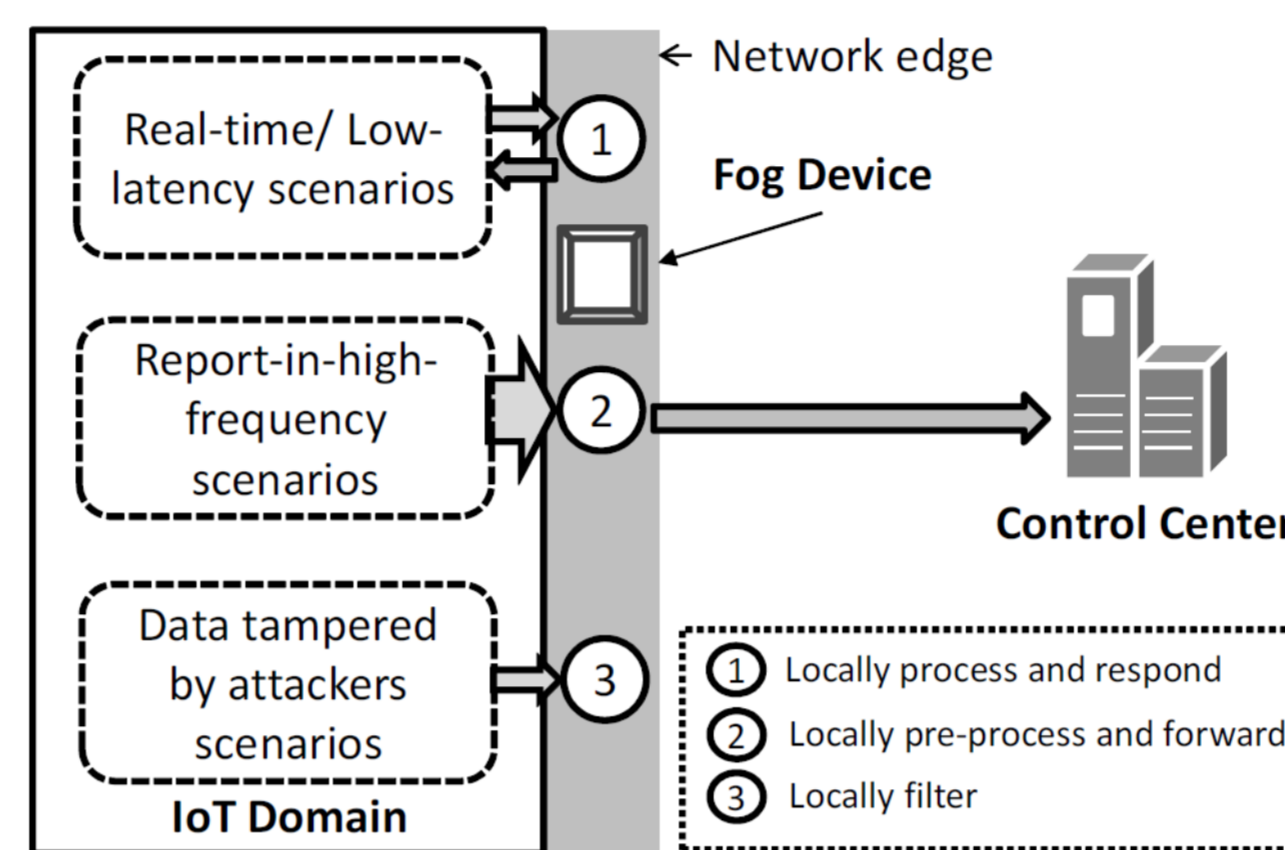 Network edge
Real-time/ Low-
latency scenarios
1
Fog Device
Report-in-high-
frequency
scenarios
2
Control Center
Data tampered
by attackers
scenarios
3
IoT Domain
1 Locally process and respond
2 Locally pre-process and forward
3 Locally filter